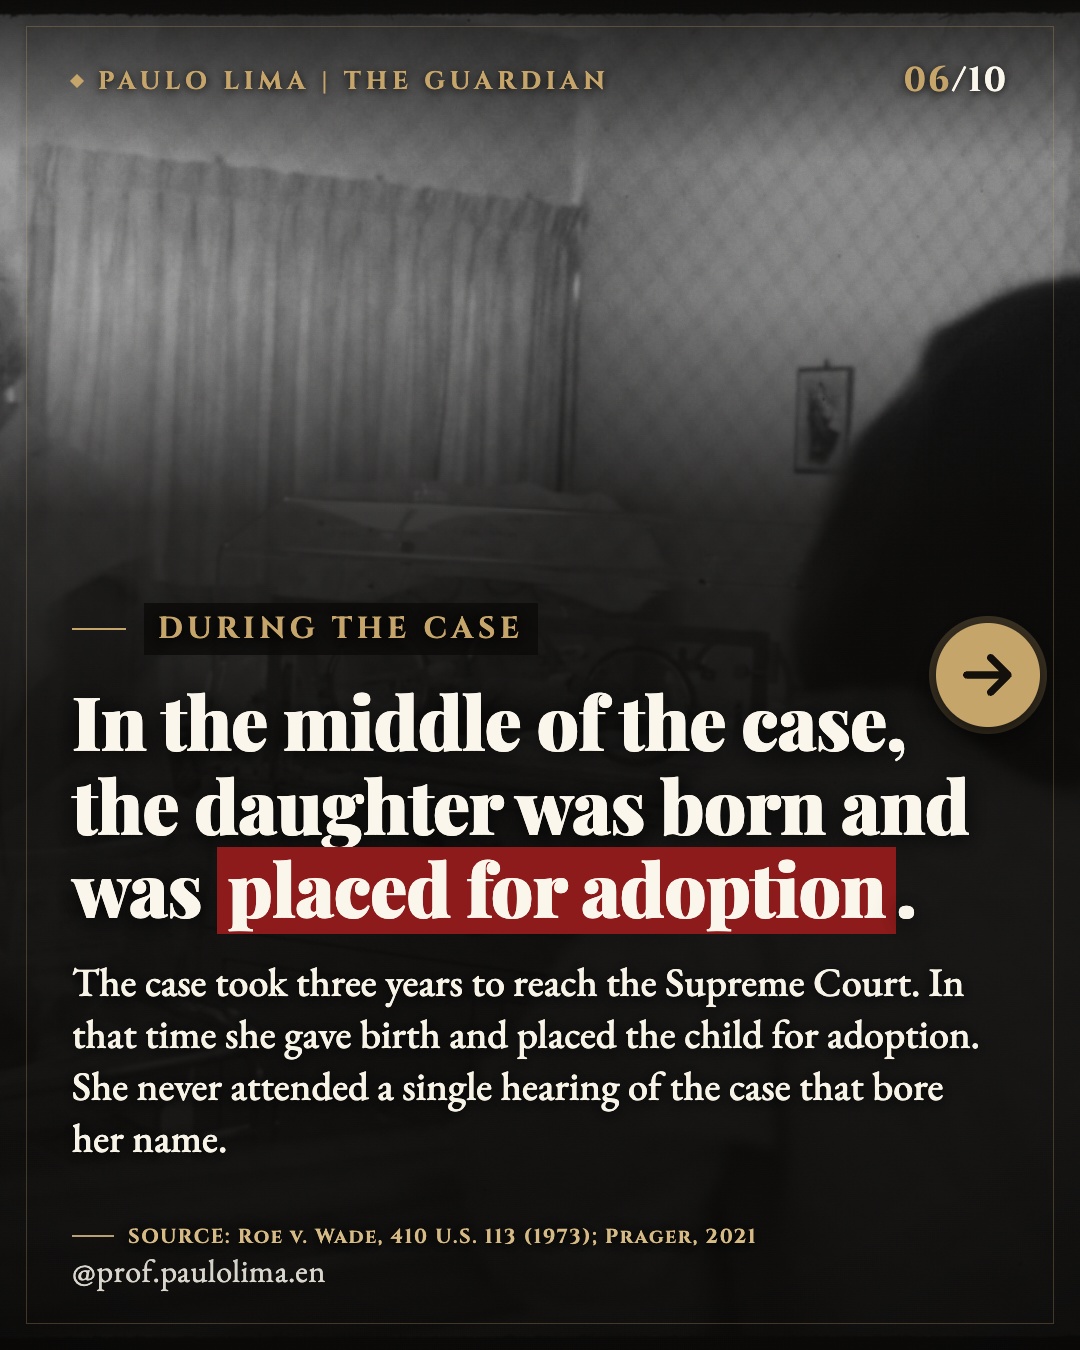 ◆ PAULO LIMA | THE GUARDIAN
06/10
DURING THE CASE
In the middle of the case,
the daughter was born and
was placed for adoption.
The case took three years to reach the Supreme Court. In
that time she gave birth and placed the child for adoption.
She never attended a single hearing of the case that bore
her name.
SOURCE: ROE V. WADE, 410 U.S. 113 (1973); PRAGER, 2021
@prof.paulolima.en